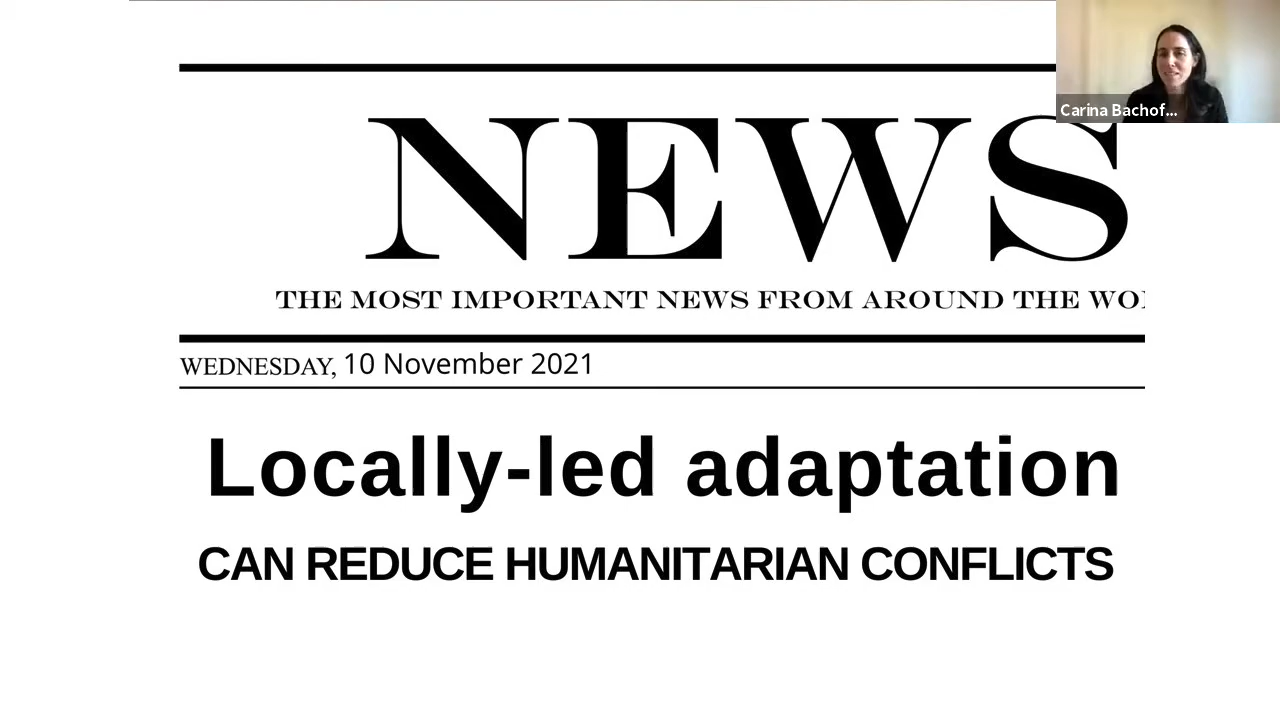 Carina Bachof...
NEWS
THE MOST IMPORTANT NEWS FROM AROUND THE
WEDNESDAY, 10 November 2021
Locally-led adaptation
CAN REDUCE HUMANITARIAN CONFLICTS